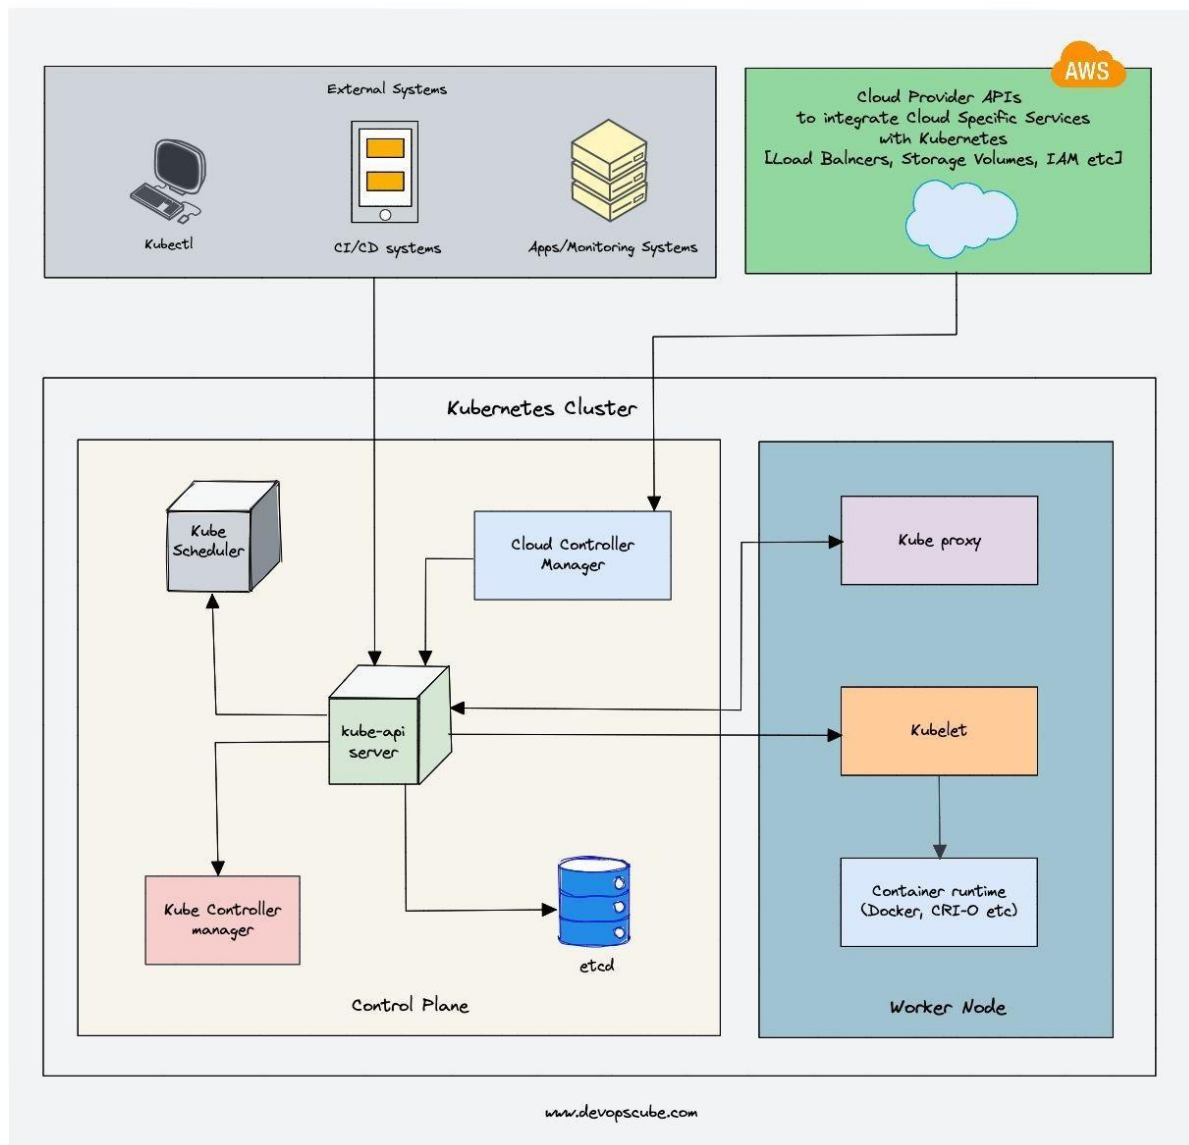 External Systems
Kubectl
CI/CD systems
Apps/Monitoring Systems
AWS
Cloud Provider APIs
to integrate Cloud Specific Services
with Kubernetes
[Load Balncers, Storage Volumes, IAM etc]
Kubernetes Cluster
Kube
Scheduler
Cloud Controller
Manager
kube-api
server
Kube Controller
manager
etcd
Control Plane
Kube proxy
Kubelet
Container runtime
(Docker, CRI-O etc)
Worker Node
www.devopscube.com